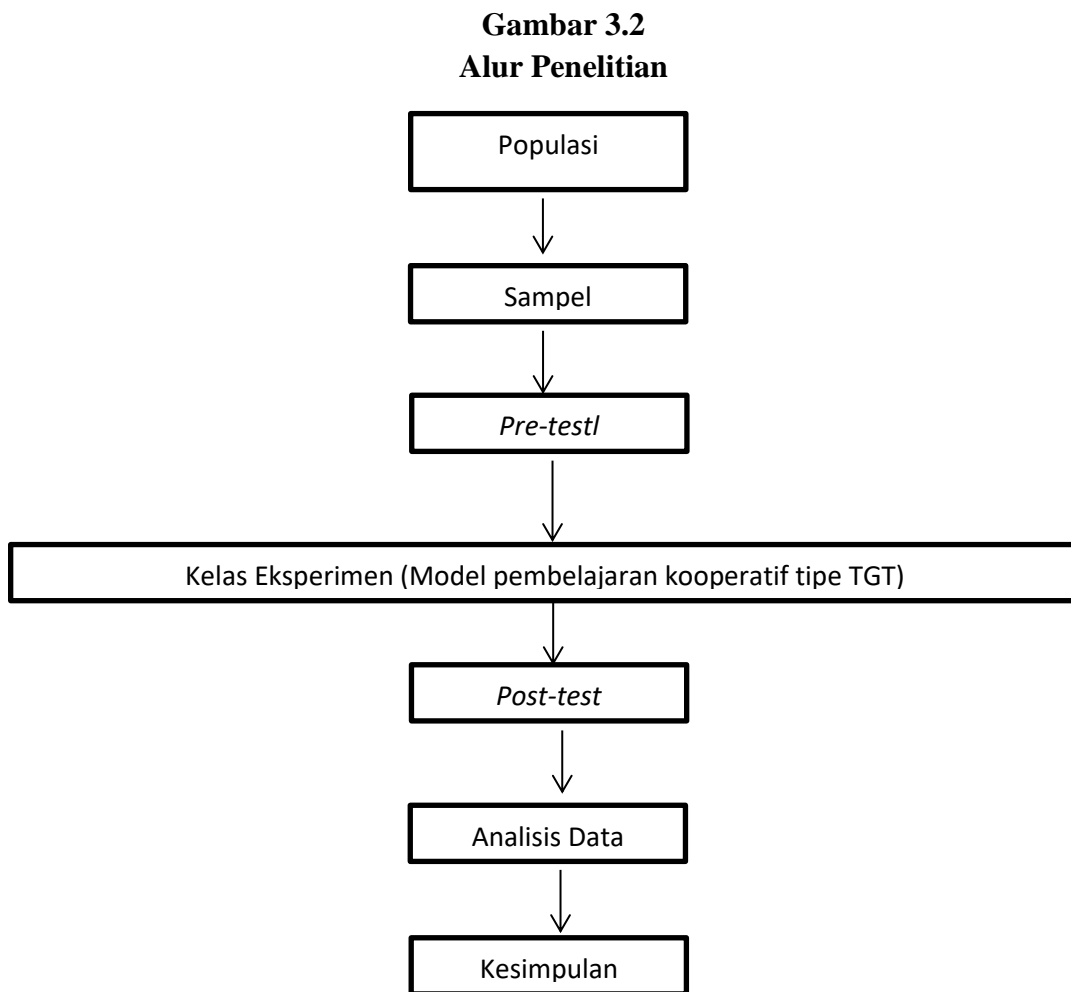 Gambar 3.2
Alur Penelitian
Populasi
Sampel
Pre-testl
Kelas Eksperimen (Model pembelajaran kooperatif tipe TGT)
Post-test
Analisis Data
Kesimpulan